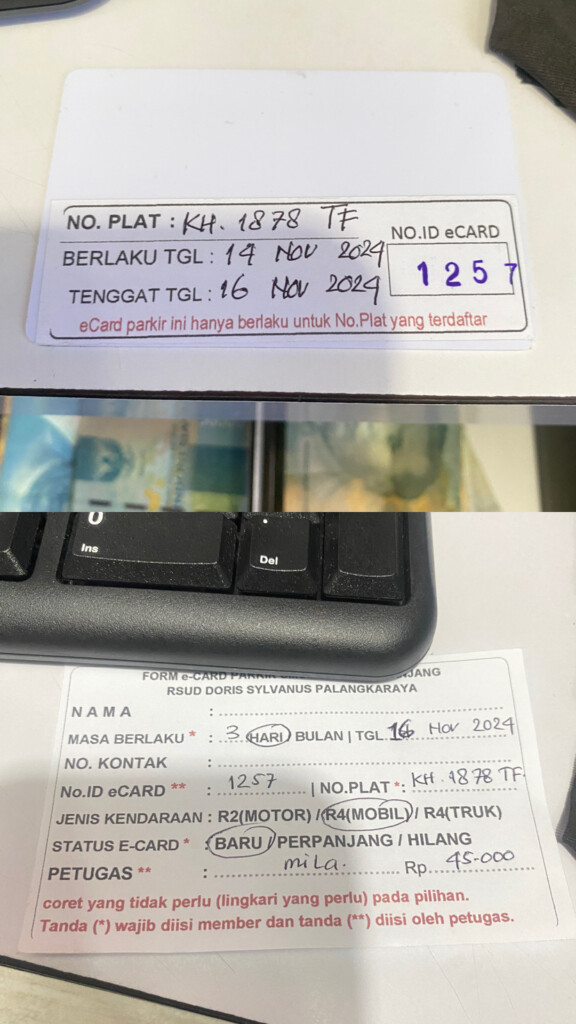 NO. PLAT : KH. 1878 TF
NO.ID eCARD
BERLAKU TGL : 14 NOV 2024
1257
TENGGAT TGL : 16 NOV 2024
eCard parkir ini hanya berlaku untuk No.Plat yang terdaftar
0
.
Ins
Del
FORM e-CARD JANG
RSUD DORIS SYLVANUS PALANGKARAYA
NAMA :
MASA BERLAKU * : 3 HARI / BULAN | TGL. 16 Nov 2024
NO. KONTAK :
No.ID eCARD ** : 1257 | NO.PLAT *: KH. 1878 TF
JENIS KENDARAAN : R2(MOTOR) / R4(MOBIL) / R4(TRUK)
STATUS E-CARD * : BARU / PERPANJANG / HILANG
PETUGAS ** : mila. Rp. 45.000
coret yang tidak perlu (lingkari yang perlu) pada pilihan.
Tanda (*) wajib diisi member dan tanda (**) diisi oleh petugas.